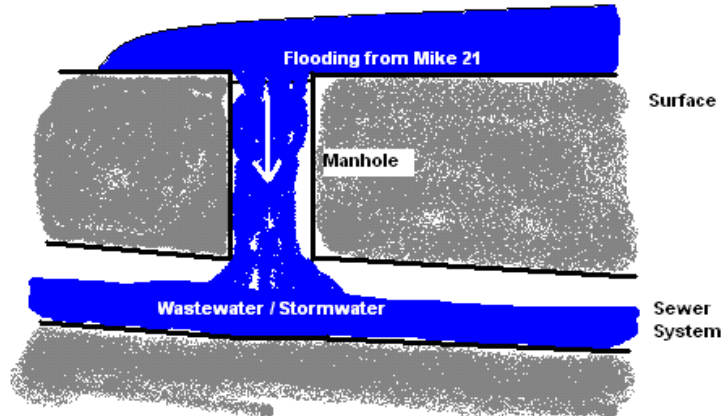 Flooding from Mike 21
Surface
Manhole
Wastewater / Stormwater
Sewer
System